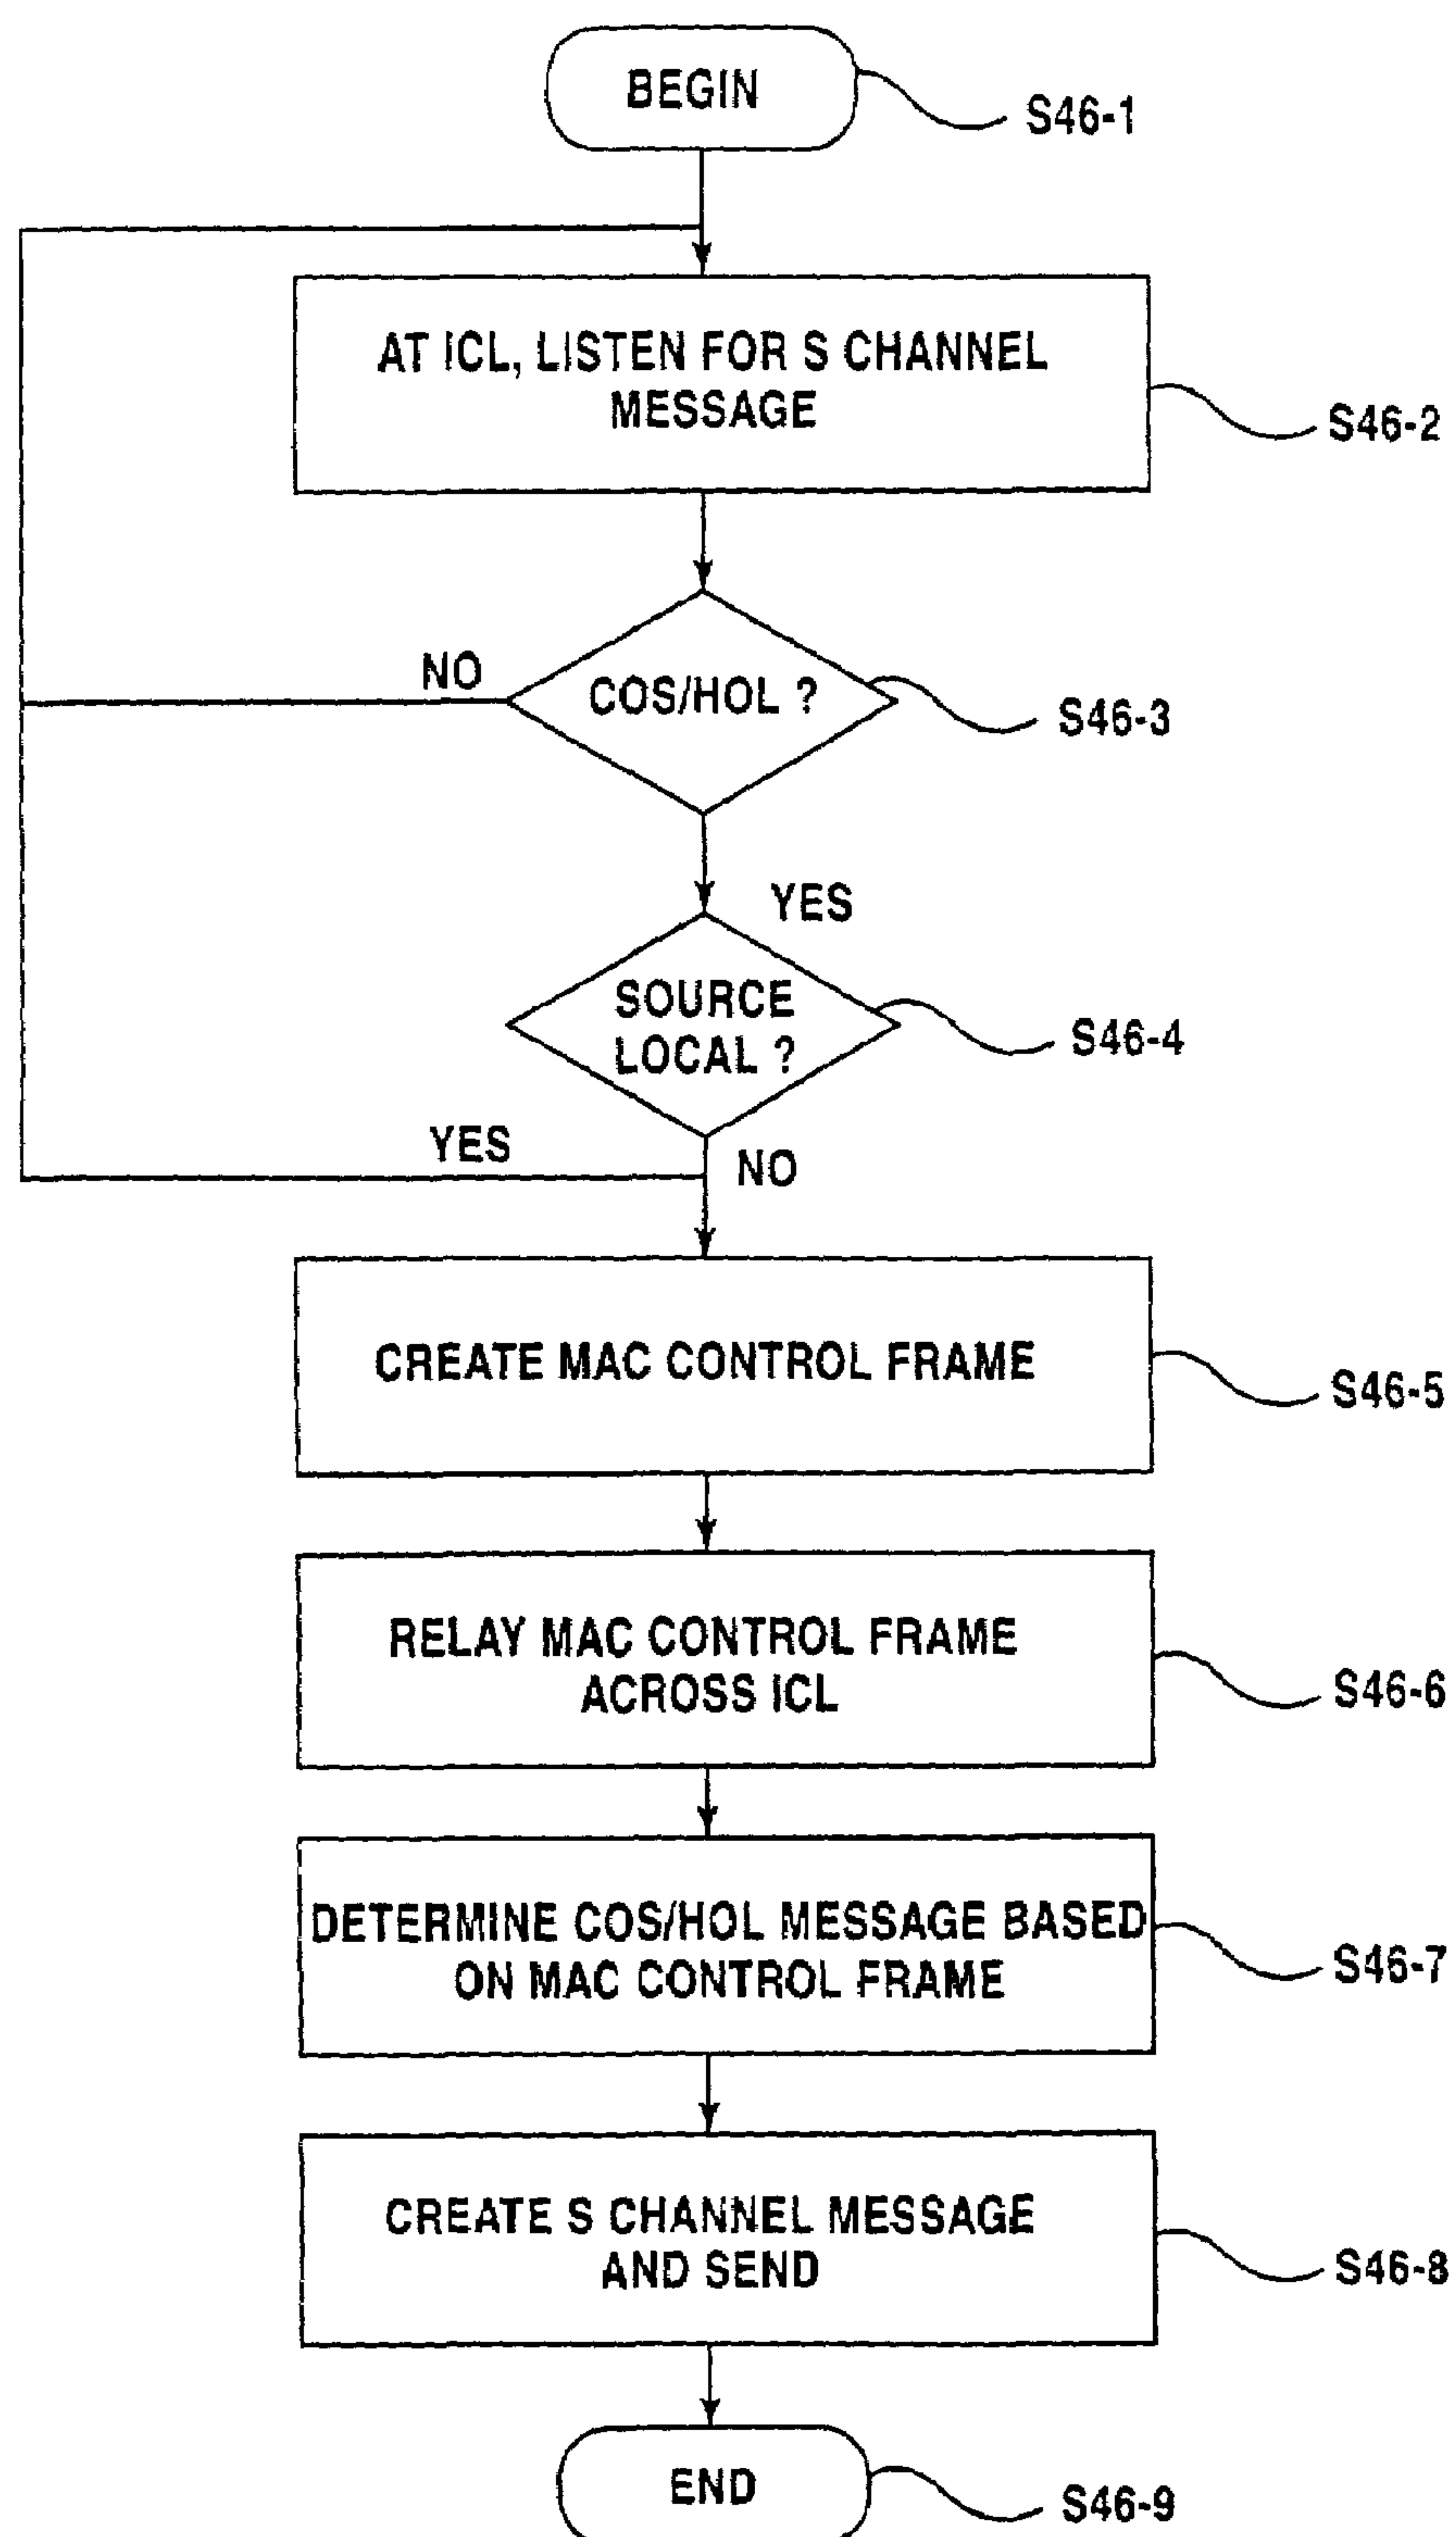 BEGIN
S46-1
AT ICL, LISTEN FOR S CHANNEL
MESSAGE
S46-2
NO
COS/HOL ?
S46-3
YES
SOURCE
LOCAL ?
S46-4
YES
NO
CREATE MAC CONTROL FRAME
S46-5
RELAY MAC CONTROL FRAME
ACROSS ICL
S46-6
DETERMINE COS/HOL MESSAGE BASED
ON MAC CONTROL FRAME
S46-7
CREATE S CHANNEL MESSAGE
AND SEND
S46-8
END
S46-9